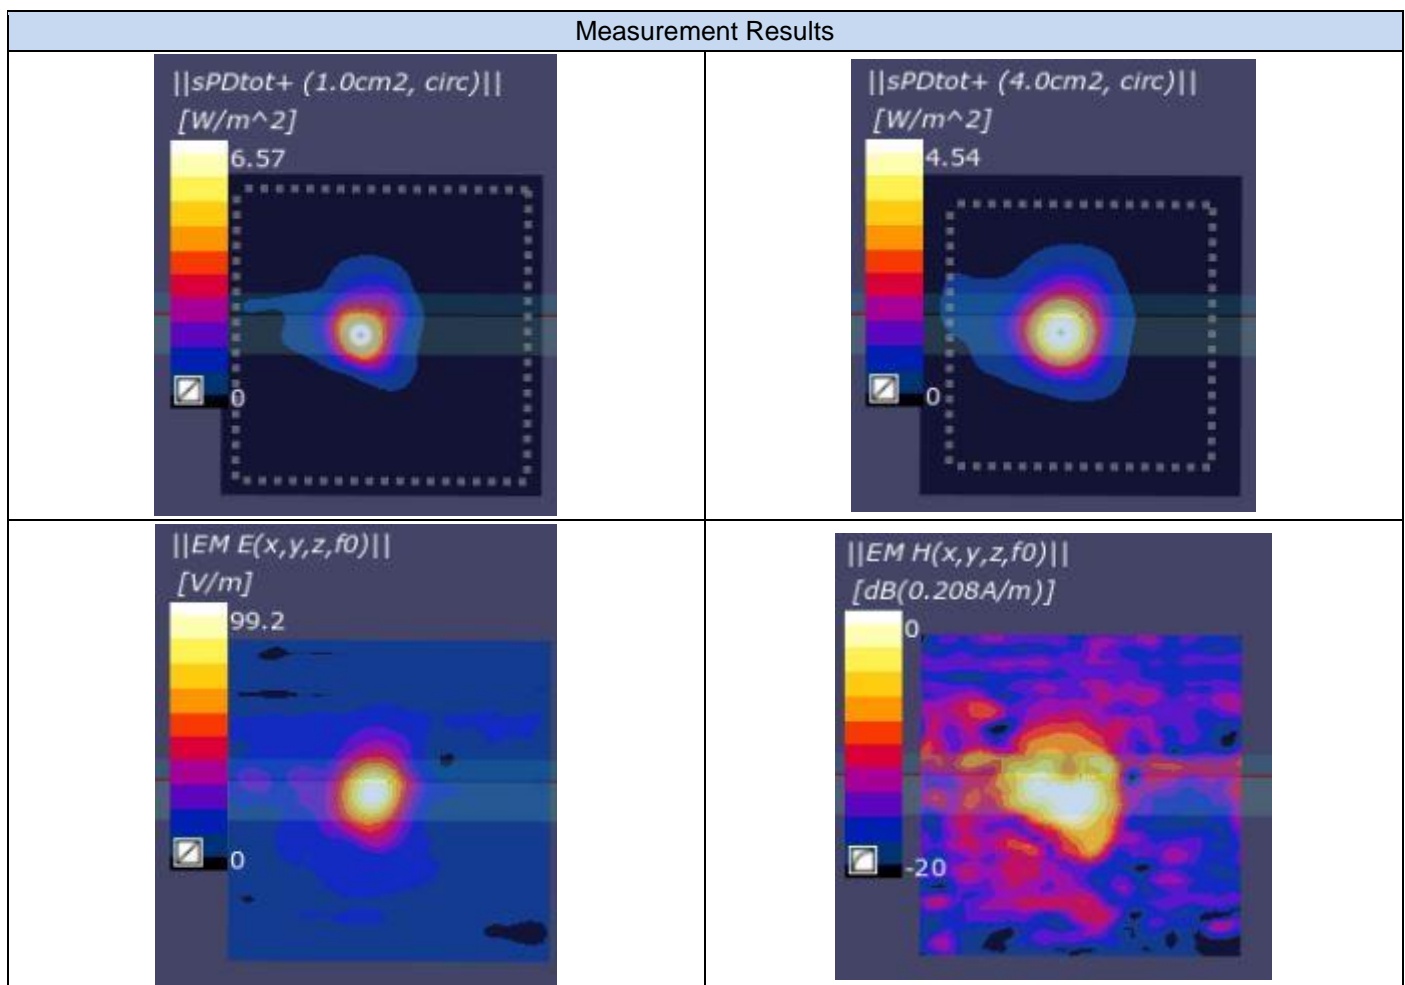 Measurement Results
||sPDtot+ (1.0cm2, circ)||
[W/m^2]
6.57
0
||sPDtot+ (4.0cm2, circ)||
[W/m^2]
4.54
0
||EM E(x,y,z,f0)||
[V/m]
99.2
0
||EM H(x,y,z,f0)||
[dB(0.208A/m)]
0
-20